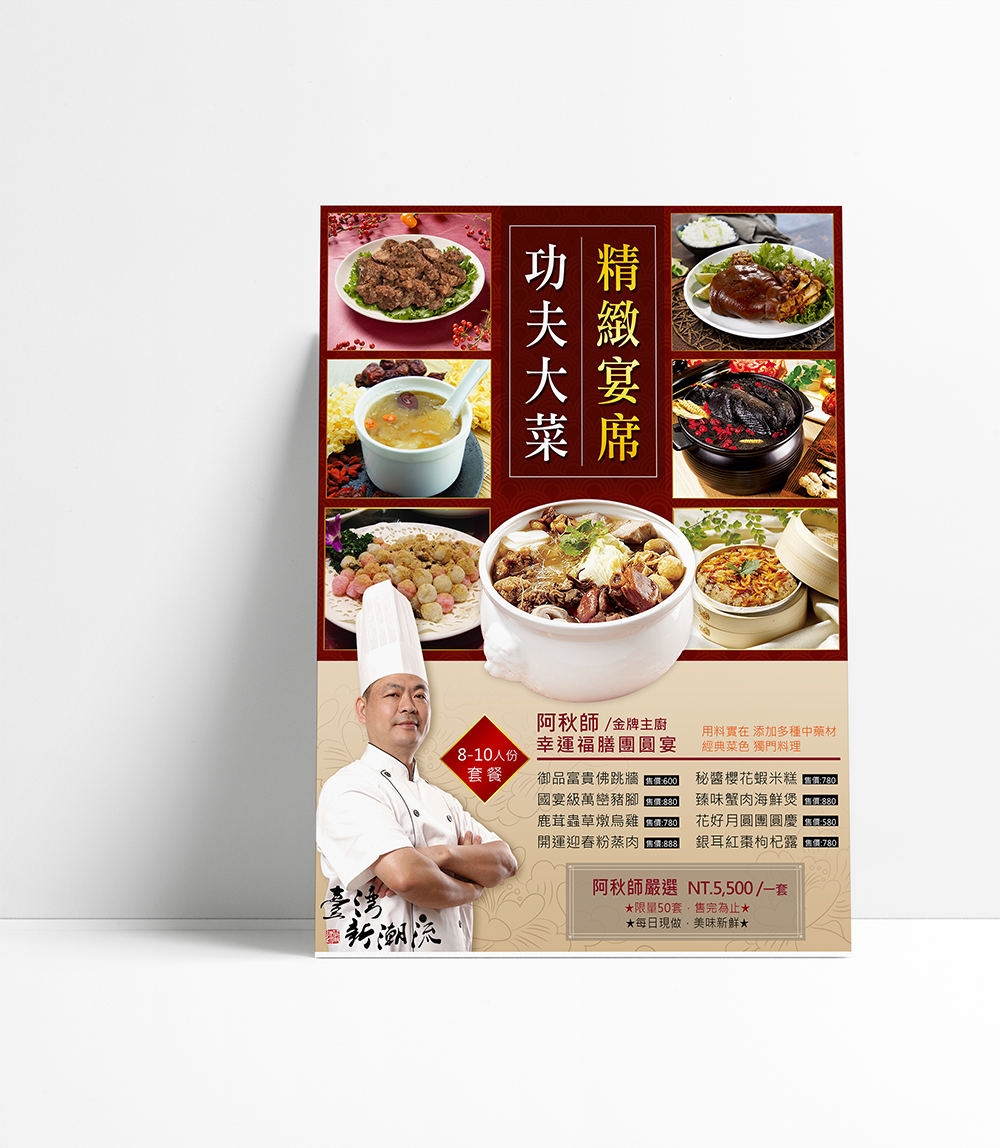 精緻宴席
功夫大菜
8-10人份
套餐
阿秋師 /金牌主廚
幸運福膳團圓宴
用料實在 添加多種中藥材
經典菜色 獨門料理
御品富貴佛跳牆 售價:600
國宴級萬巒豬腳 售價:880
鹿茸蟲草燉烏雞 售價:780
開運迎春粉蒸肉 售價:888
秘醬櫻花蝦米糕 售價:780
臻味蟹肉海鮮煲 售價:880
花好月圓團圓慶 售價:580
銀耳紅棗枸杞露 售價:780
阿秋師嚴選 NT.5,500 /一套
★限量50套．售完為止★
★每日現做．美味新鮮★
臺灣
新潮流